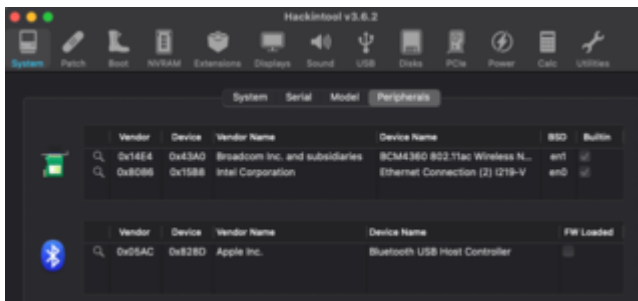 Hackintool v3.6.2
System Patch Boot NVRAM Extensions Displays Sound USB Disks PCIe Power Calc Utilities
System Serial Model Peripherals
Vendor Device Vendor Name Device Name BSD Builtin
0x14E4 0x43A0 Broadcom Inc. and subsidiaries BCM4360 802.11ac Wireless N... en1
0x8086 0x15B8 Intel Corporation Ethernet Connection (2) I219-V en0
Vendor Device Vendor Name Device Name FW Loaded
0x05AC 0x828D Apple Inc. Bluetooth USB Host Controller